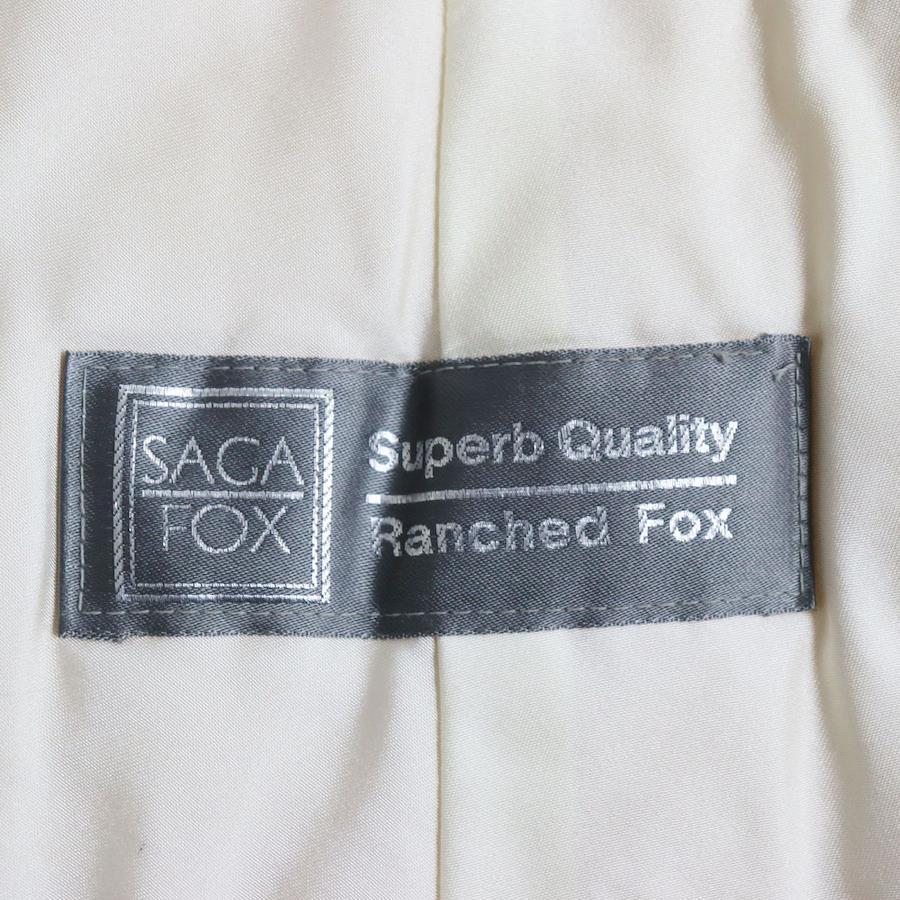 SAGA
FOX
Superb Quality
Ranched Fox